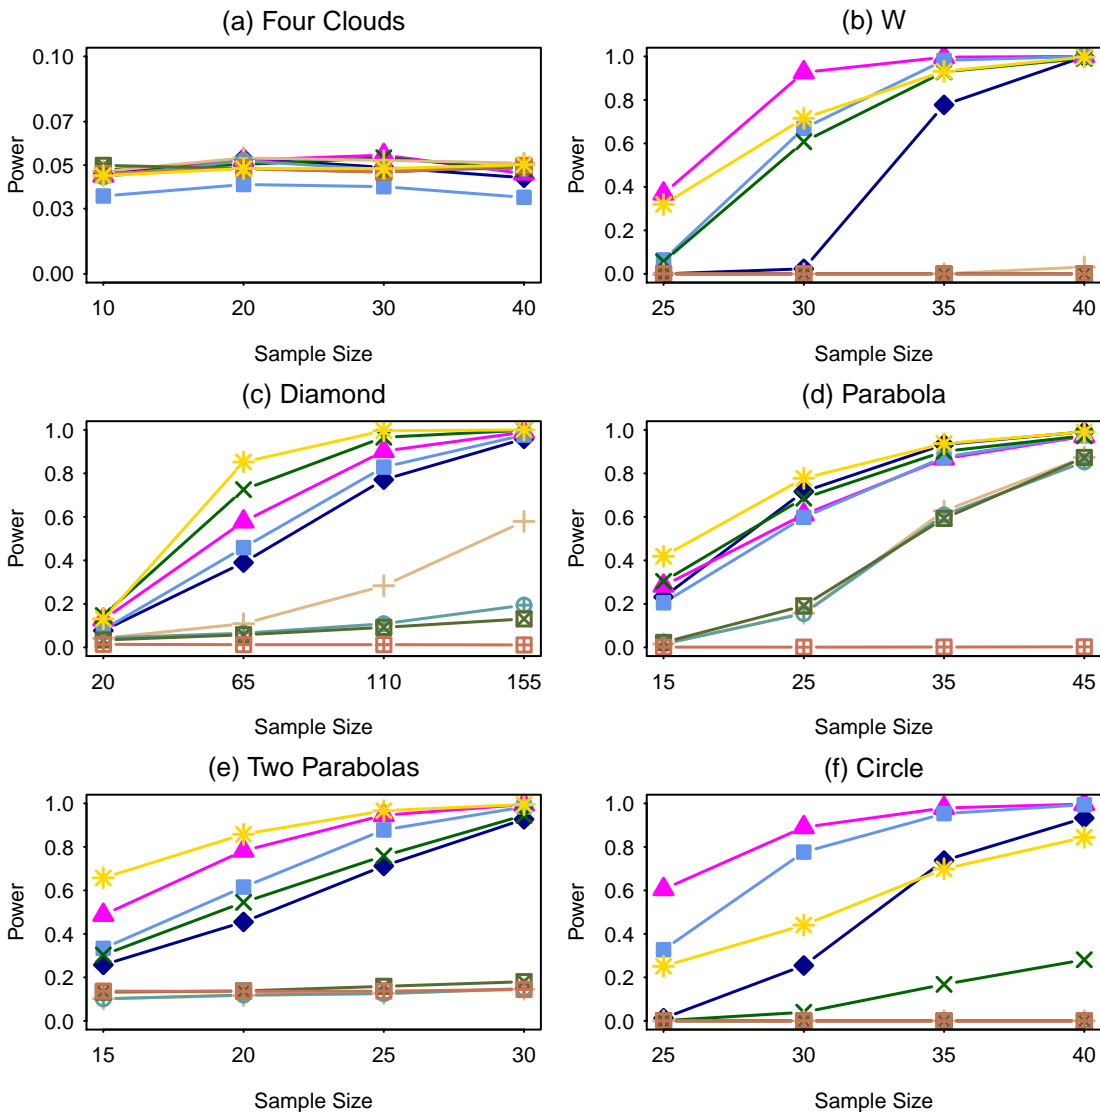 (a) Four Clouds
Power
0.10
0.07
0.05
0.03
0.00
10 20 30 40
Sample Size
(b) W
Power
1.0
0.8
0.6
0.4
0.2
0.0
25 30 35 40
Sample Size
(c) Diamond
Power
1.0
0.8
0.6
0.4
0.2
0.0
20 65 110 155
Sample Size
(d) Parabola
Power
1.0
0.8
0.6
0.4
0.2
0.0
15 25 35 45
Sample Size
(e) Two Parabolas
Power
1.0
0.8
0.6
0.4
0.2
0.0
15 20 25 30
Sample Size
(f) Circle
Power
1.0
0.8
0.6
0.4
0.2
0.0
25 30 35 40
Sample Size